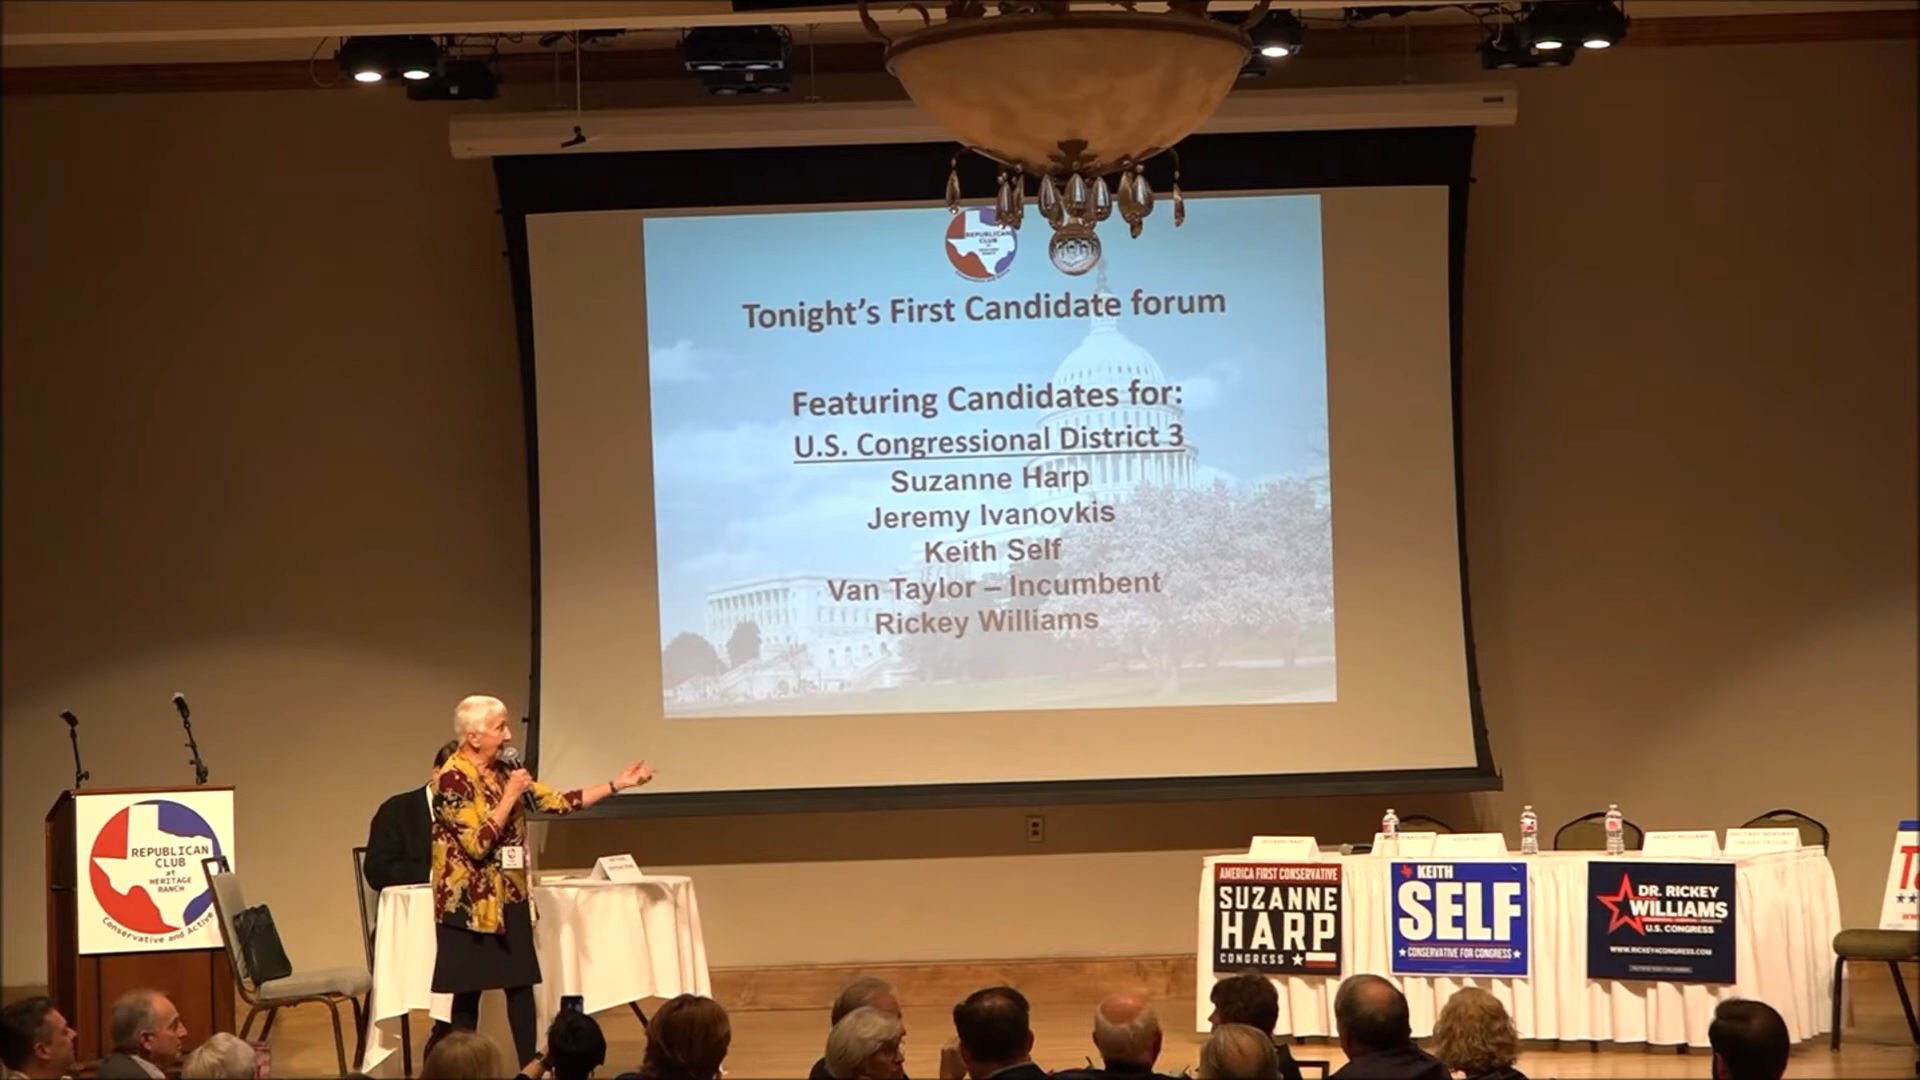 REPUBLICAN
CLUB
Tonight's First Candidate forum
Featuring Candidates for:
U.S. Congressional District 3
Suzanne Harp
Jeremy Ivanovkis
Keith Self
Van Taylor – Incumbent
Rickey Williams
REPUBLICAN
CLUB
at
HERITAGE
RANCH
Conservative and Active
AMERICA FIRST CONSERVATIVE
SUZANNE
HARP
CONGRESS
KEITH
SELF
CONSERVATIVE FOR CONGRESS
DR. RICKEY
WILLIAMS
U.S. CONGRESS
WWW.RICKEY4CONGRESS.COM